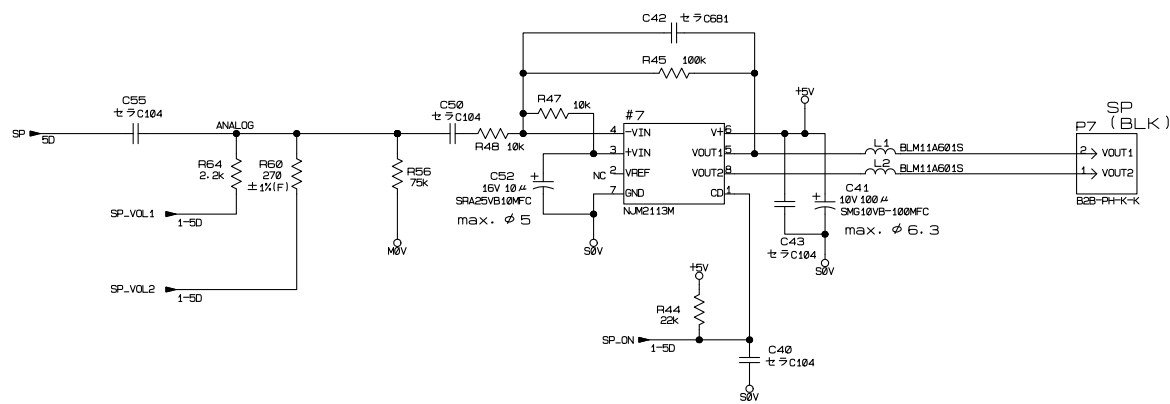 C42
セラC681
R45 100k
+5V
SP
(BLK)
C55
セラC104
C50
セラC104
R47 10k
#7
P7
SP
5D
ANALOG
R48 10k
4 -VIN
V+ 6
3 +VIN
VOUT1 5
NC 2 VREF
VOUT2 8
7 GND
CD 1
NJM2113M
L1 BLM11A601S
L2 BLM11A601S
2 VOUT1
1 VOUT2
B2B-PH-K-K
R64
2.2k
R60
270
±1%(F)
R56
75k
C52
16V 10μ
SRA25VB10MFC
max. φ5
C41
10V 100μ
SMG10VB-100MFC
max. φ6.3
C43
セラC104
SP_VOL1
1-5D
M0V
S0V
S0V
SP_VOL2
1-5D
+5V
R44
22k
SP_ON
1-5D
C40
セラC104
S0V